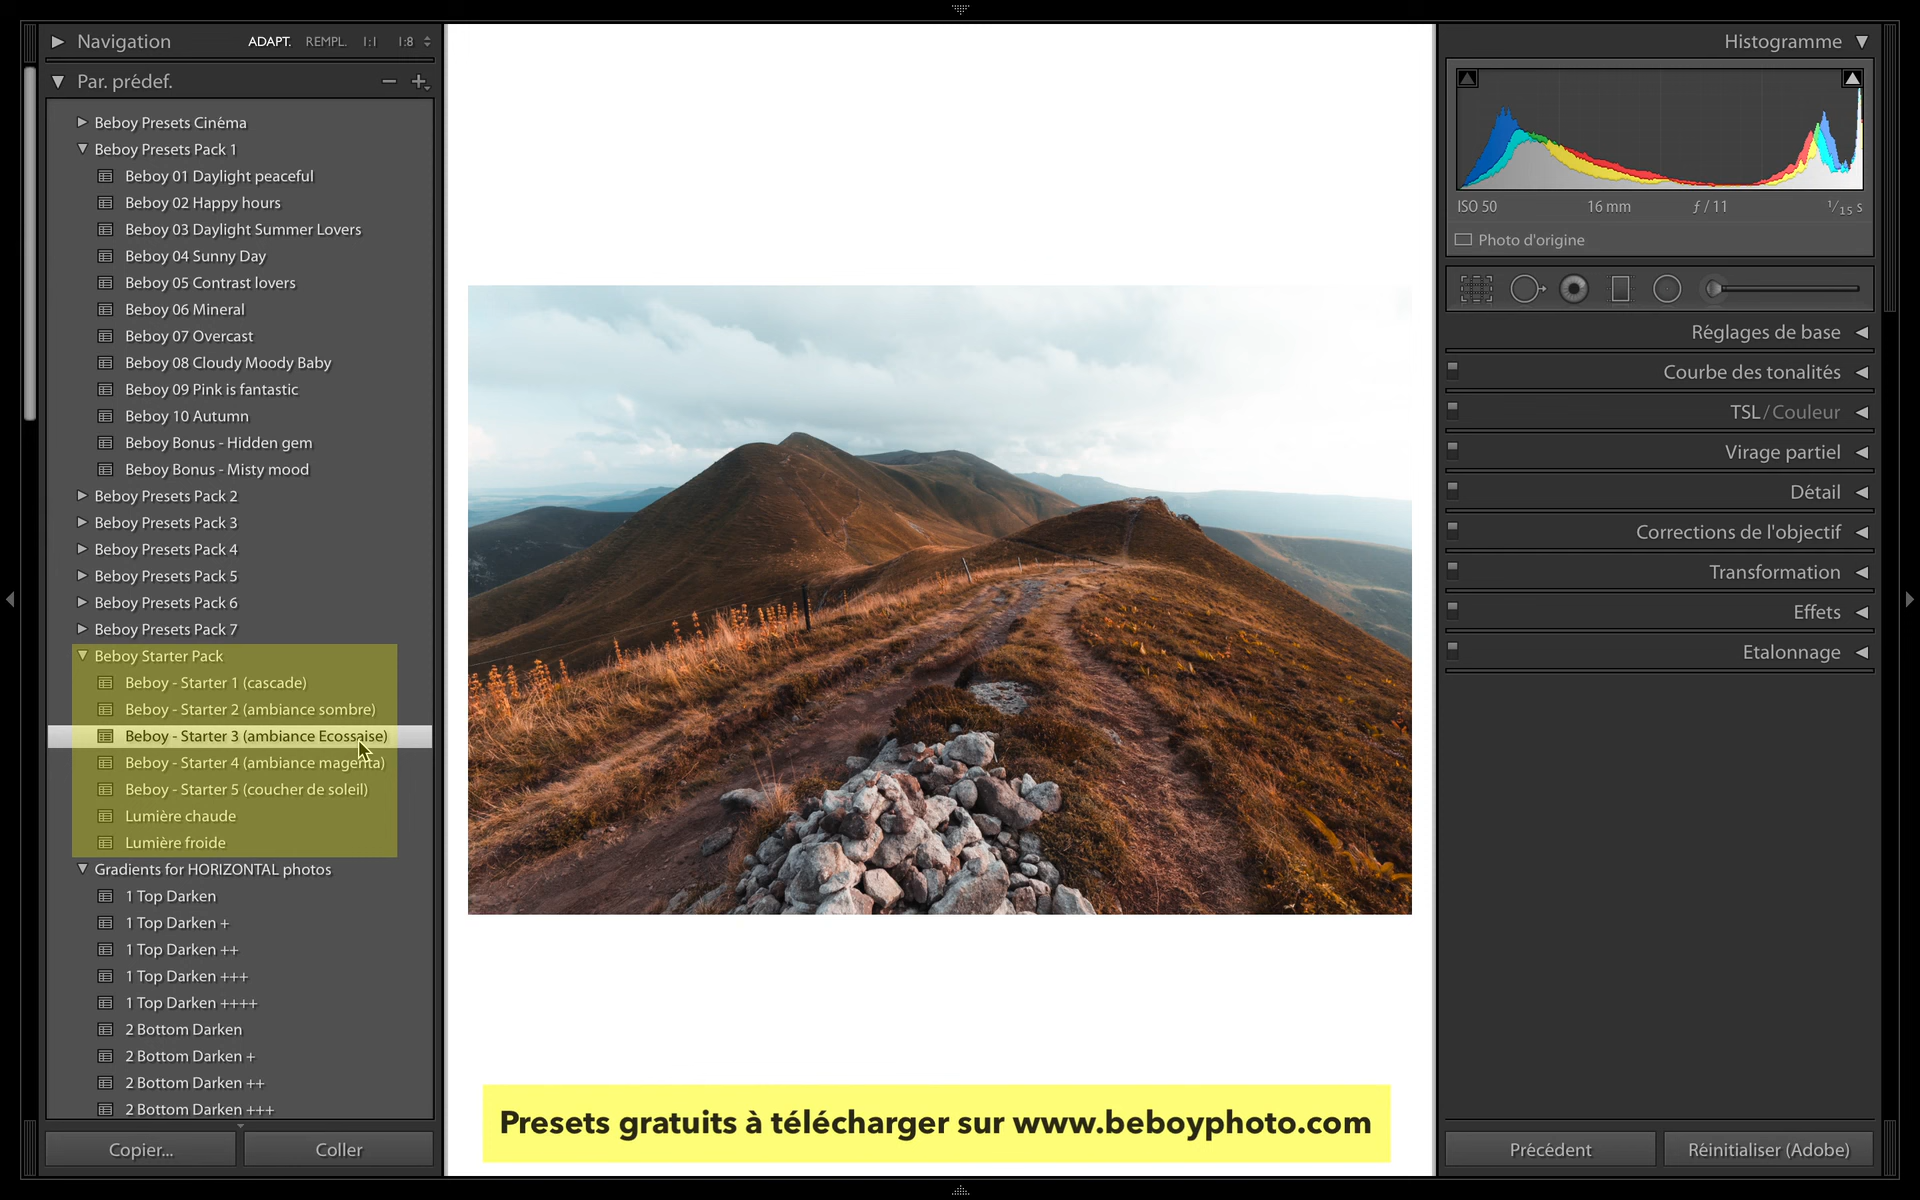 Navigation ADAPT. REMPL. 1:1 1:8
Par. prédef.
Beboy Presets Cinéma
Beboy Presets Pack 1
Beboy 01 Daylight peaceful
Beboy 02 Happy hours
Beboy 03 Daylight Summer Lovers
Beboy 04 Sunny Day
Beboy 05 Contrast lovers
Beboy 06 Mineral
Beboy 07 Overcast
Beboy 08 Cloudy Moody Baby
Beboy 09 Pink is fantastic
Beboy 10 Autumn
Beboy Bonus - Hidden gem
Beboy Bonus - Misty mood
Beboy Presets Pack 2
Beboy Presets Pack 3
Beboy Presets Pack 4
Beboy Presets Pack 5
Beboy Presets Pack 6
Beboy Presets Pack 7
Beboy Starter Pack
Beboy - Starter 1 (cascade)
Beboy - Starter 2 (ambiance sombre)
Beboy - Starter 3 (ambiance Ecossaise)
Beboy - Starter 4 (ambiance magenta)
Beboy - Starter 5 (coucher de soleil)
Lumière chaude
Lumière froide
Gradients for HORIZONTAL photos
1 Top Darken
1 Top Darken +
1 Top Darken ++
1 Top Darken +++
1 Top Darken ++++
2 Bottom Darken
2 Bottom Darken +
2 Bottom Darken ++
2 Bottom Darken +++
Copier... Coller
Presets gratuits à télécharger sur www.beboyphoto.com
Histogramme
ISO 50 16 mm ƒ / 11 1/15 s
Photo d'origine
Réglages de base
Courbe des tonalités
TSL / Couleur
Virage partiel
Détail
Corrections de l'objectif
Transformation
Effets
Etalonnage
Précédent Réinitialiser (Adobe)